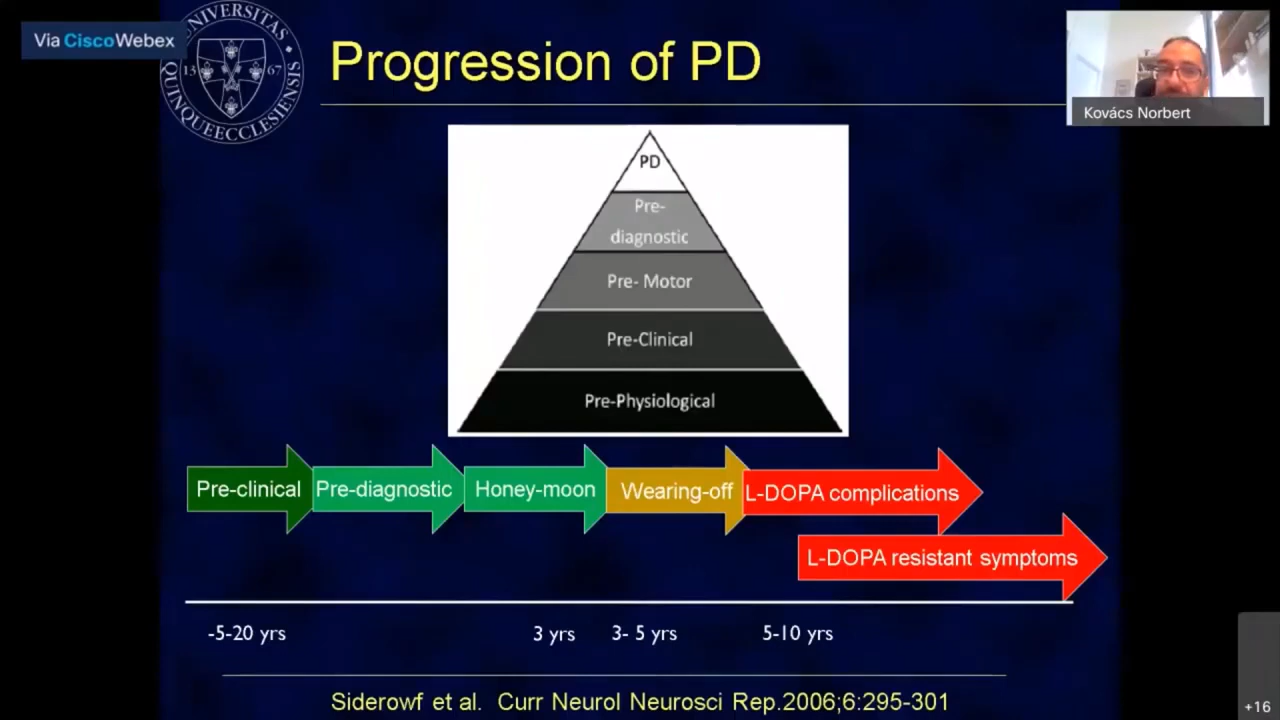 Via Cisco Webex
UNIVERSITAS
QUINQUEECCLESIENSIS
13 67
Progression of PD
Kovács Norbert
PD
Pre-
diagnostic
Pre- Motor
Pre-Clinical
Pre-Physiological
Pre-clinical
Pre-diagnostic
Honey-moon
Wearing-off
L-DOPA complications
L-DOPA resistant symptoms
-5-20 yrs
3 yrs
3- 5 yrs
5-10 yrs
Siderowf et al. Curr Neurol Neurosci Rep.2006;6:295-301
+16